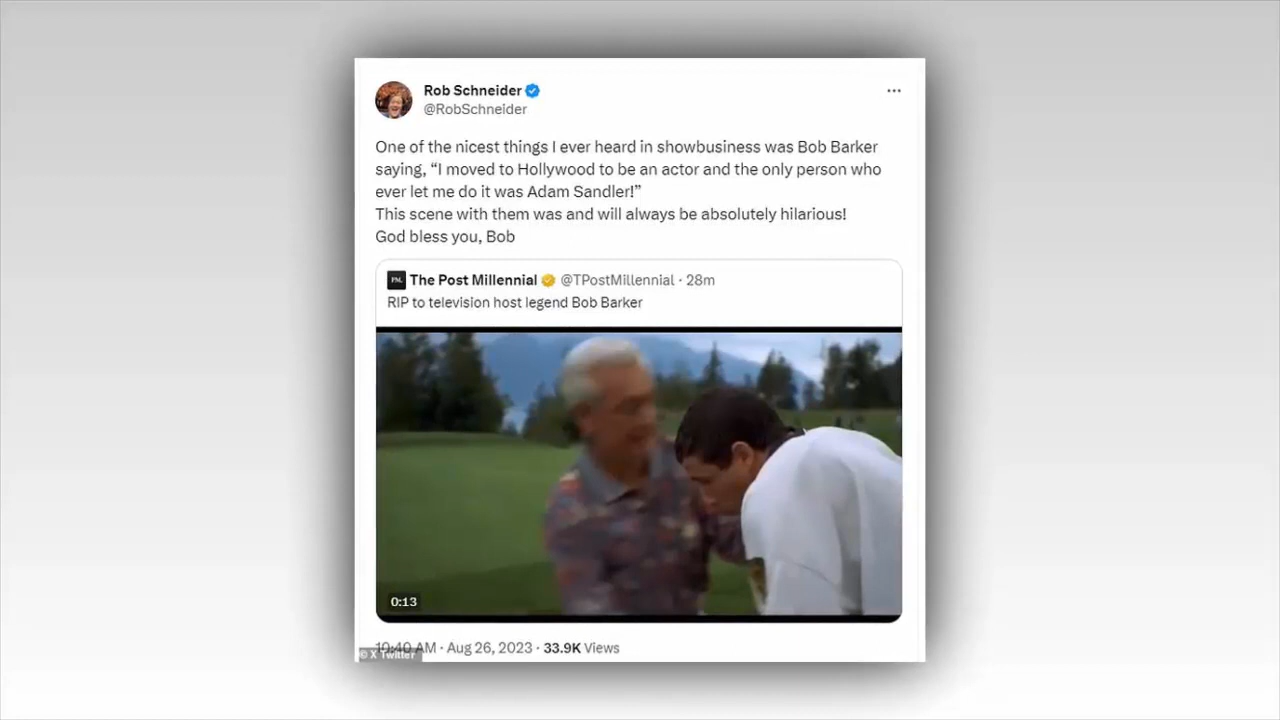 Rob Schneider
@RobSchneider
One of the nicest things I ever heard in showbusiness was Bob Barker
saying, “I moved to Hollywood to be an actor and the only person who
ever let me do it was Adam Sandler!”
This scene with them was and will always be absolutely hilarious!
God bless you, Bob
The Post Millennial @TPostMillennial · 28m
RIP to television host legend Bob Barker
0:13
10:40 AM · Aug 26, 2023 · 33.9K Views
© X Twitter